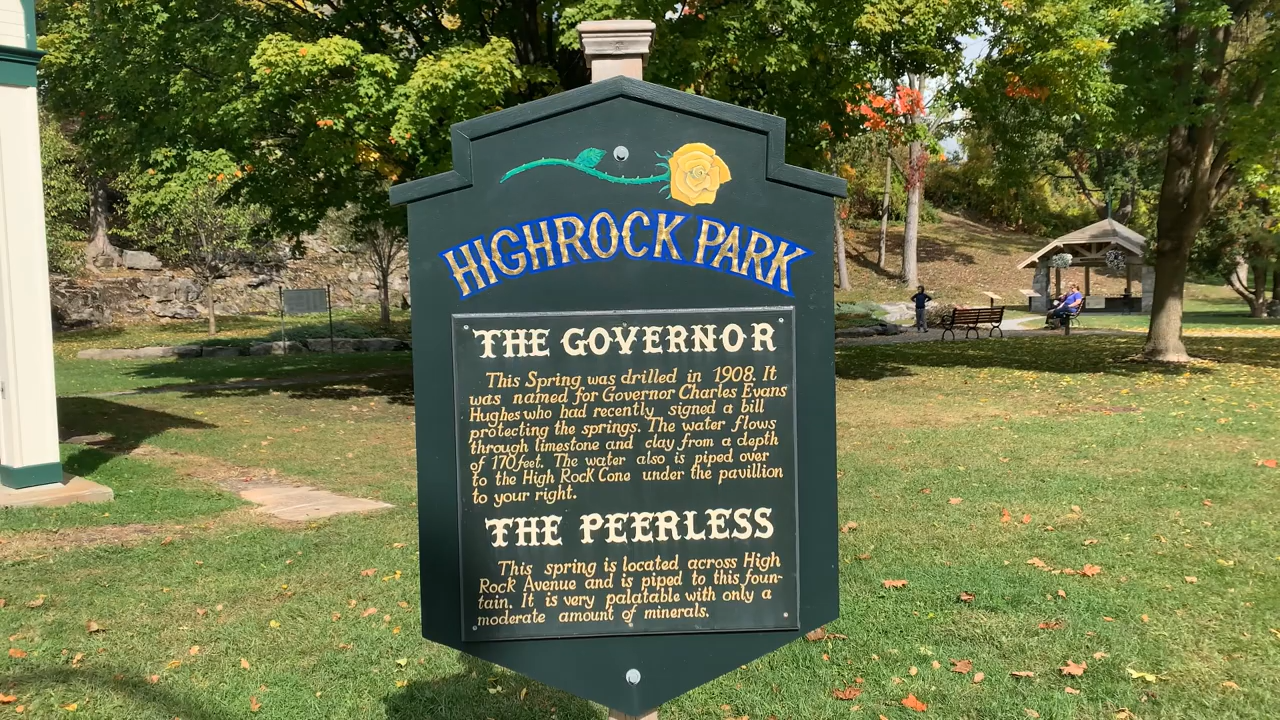 HIGHROCK PARK
THE GOVERNOR
This Spring was drilled in 1908. It
was named for Governor Charles Evans
Hughes who had recently signed a bill
protecting the springs. The water flows
through limestone and clay from a depth
of 170 feet. The water also is piped over
to the High Rock Cone under the pavillion
to your right.
THE PEERLESS
This spring is located across High
Rock Avenue and is piped to this foun-
tain. It is very palatable with only a
moderate amount of minerals.